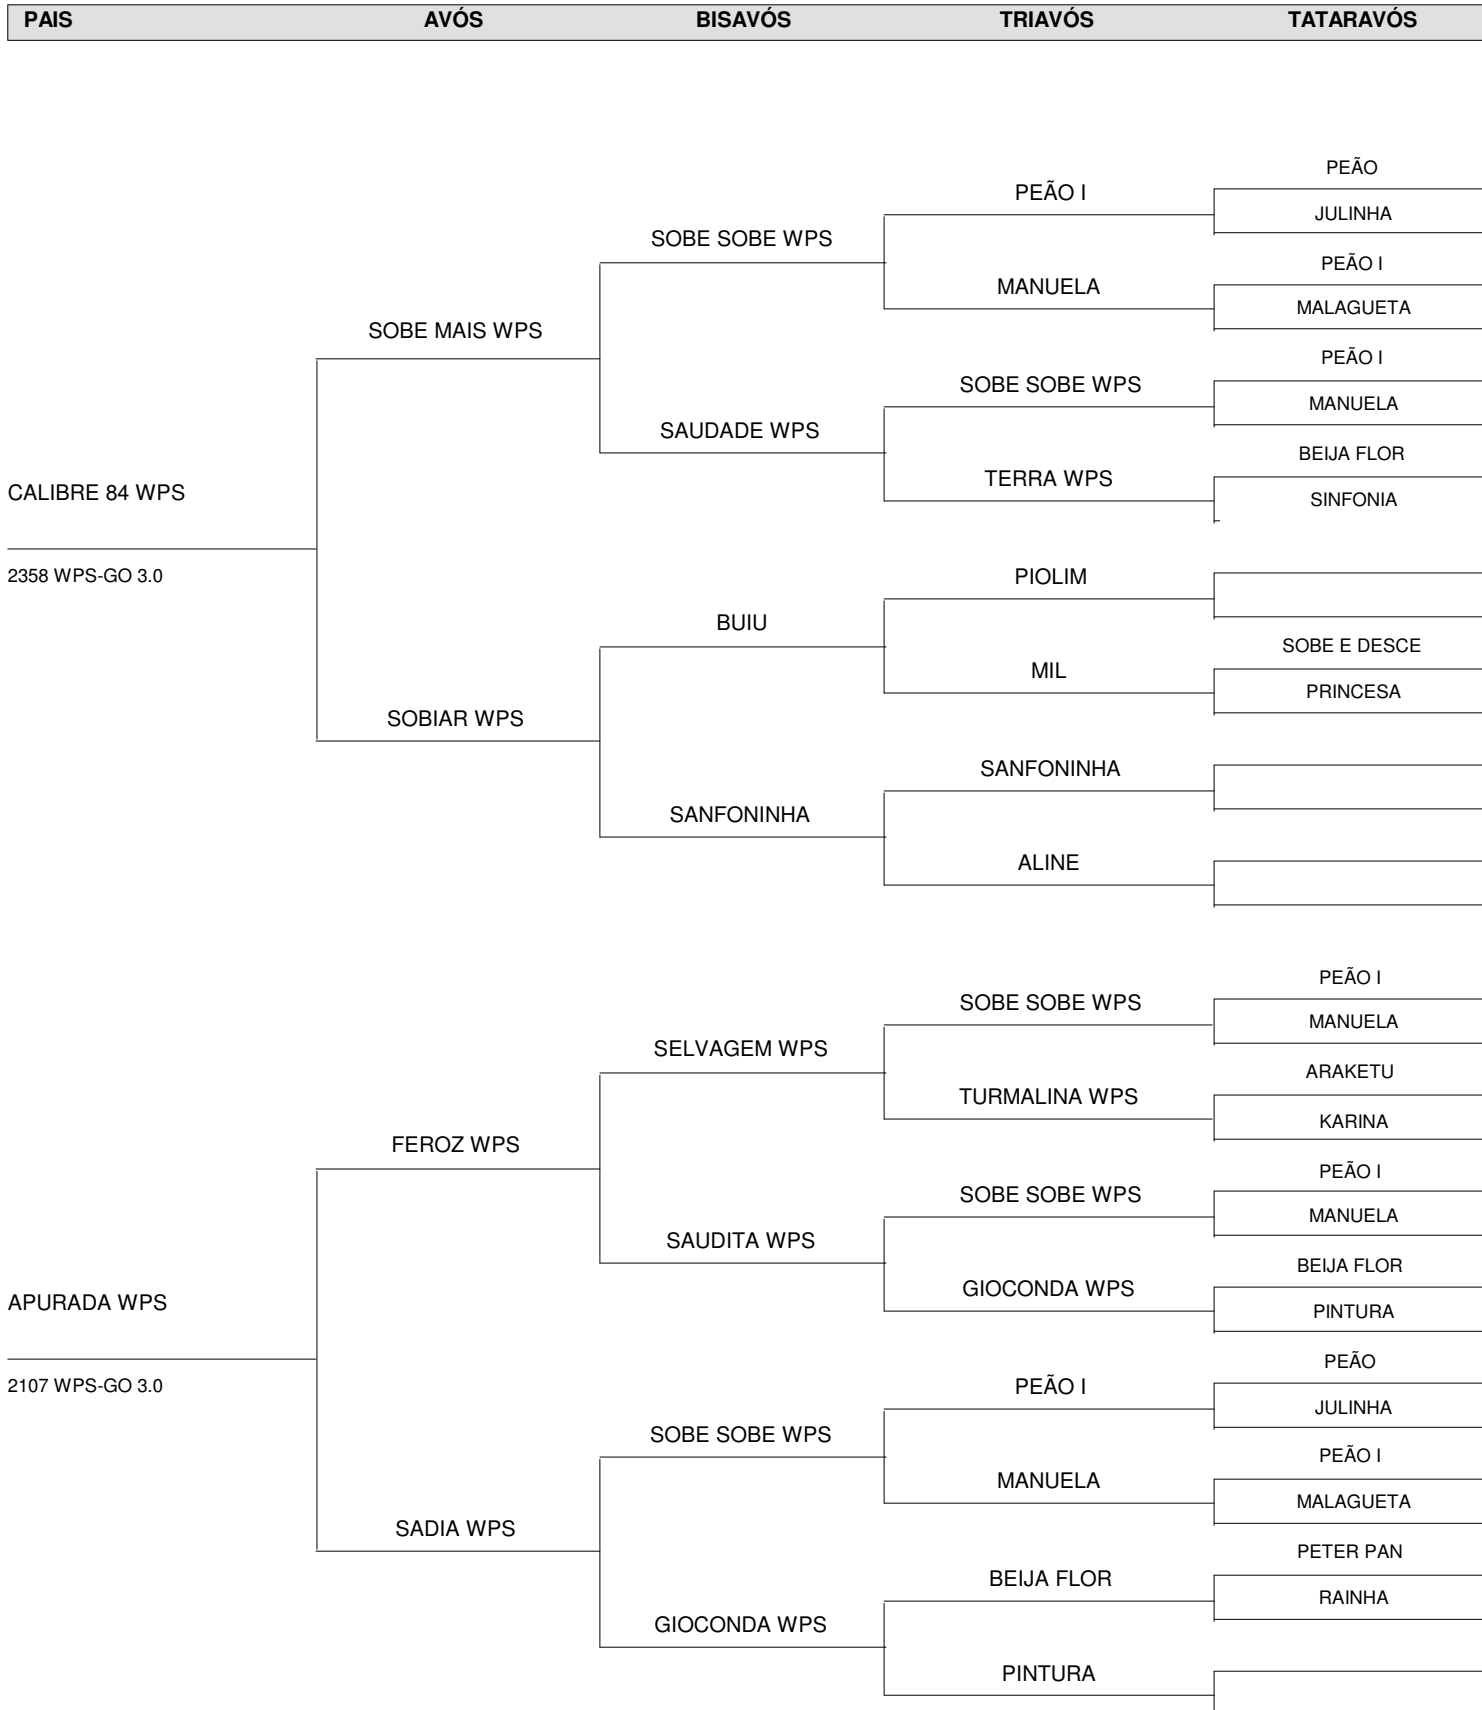 PAIS AVÓS BISAVÓS TRIAVÓS TATARAVÓS
PEÃO
PEÃO I
JULINHA
SOBE SOBE WPS
PEÃO I
MANUELA
MALAGUETA
SOBE MAIS WPS
PEÃO I
SOBE SOBE WPS
MANUELA
SAUDADE WPS
BEIJA FLOR
TERRA WPS
CALIBRE 84 WPS
SINFONIA
2358 WPS-GO 3.0
PIOLIM
BUIU
SOBE E DESCE
MIL
PRINCESA
SOBIAR WPS
SANFONINHA
SANFONINHA
ALINE
PEÃO I
SOBE SOBE WPS
MANUELA
SELVAGEM WPS
ARAKETU
TURMALINA WPS
KARINA
FEROZ WPS
PEÃO I
SOBE SOBE WPS
MANUELA
SAUDITA WPS
BEIJA FLOR
GIOCONDA WPS
APURADA WPS
PINTURA
PEÃO
2107 WPS-GO 3.0
PEÃO I
JULINHA
SOBE SOBE WPS
PEÃO I
MANUELA
MALAGUETA
SADIA WPS
PETER PAN
BEIJA FLOR
RAINHA
GIOCONDA WPS
PINTURA